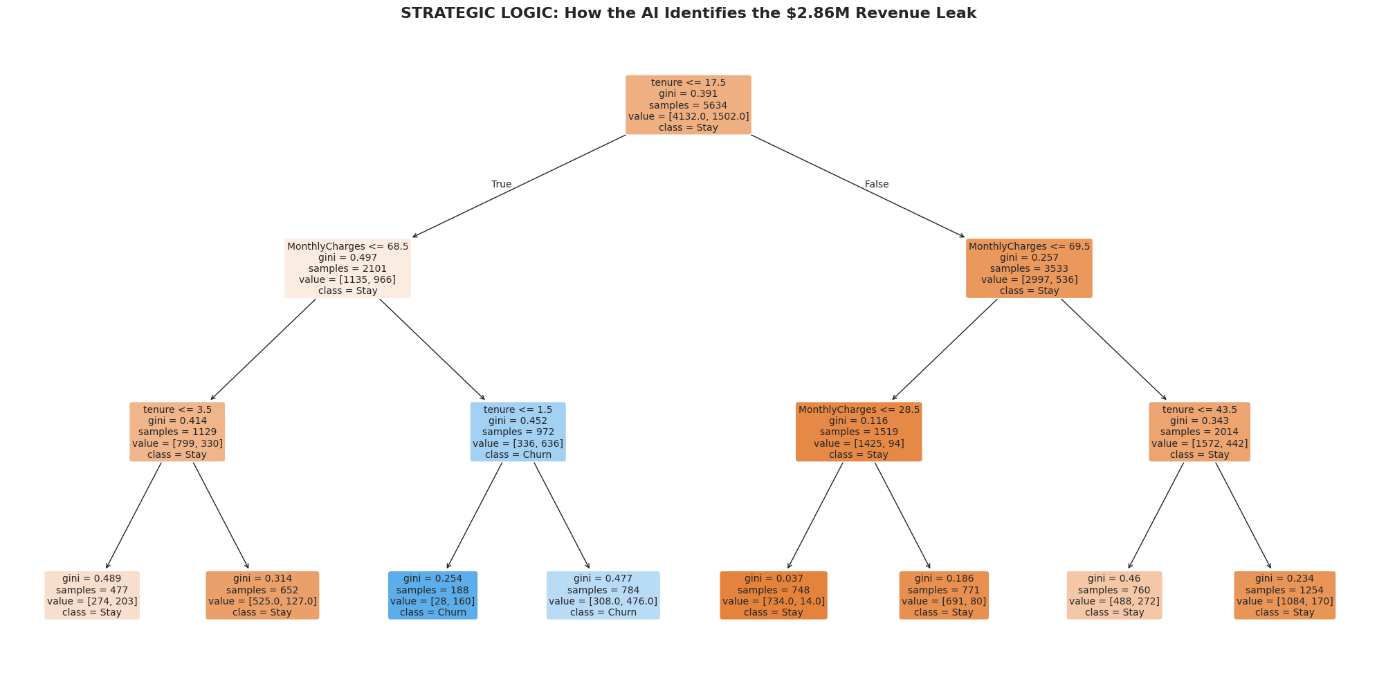 STRATEGIC LOGIC: How the AI Identifies the $2.86M Revenue Leak
tenure <= 17.5
gini = 0.391
samples = 5634
value = [4132.0, 1502.0]
class = Stay
True
False
MonthlyCharges <= 68.5
gini = 0.497
samples = 2101
value = [1135, 966]
class = Stay
MonthlyCharges <= 69.5
gini = 0.257
samples = 3533
value = [2997, 536]
class = Stay
tenure <= 3.5
gini = 0.414
samples = 1129
value = [799, 330]
class = Stay
tenure <= 1.5
gini = 0.452
samples = 972
value = [336, 636]
class = Churn
MonthlyCharges <= 28.5
gini = 0.116
samples = 1519
value = [1425, 94]
class = Stay
tenure <= 43.5
gini = 0.343
samples = 2014
value = [1572, 442]
class = Stay
gini = 0.489
samples = 477
value = [274, 203]
class = Stay
gini = 0.314
samples = 652
value = [525.0, 127.0]
class = Stay
gini = 0.254
samples = 188
value = [28, 160]
class = Churn
gini = 0.477
samples = 784
value = [308.0, 476.0]
class = Churn
gini = 0.037
samples = 748
value = [734.0, 14.0]
class = Stay
gini = 0.186
samples = 771
value = [691, 80]
class = Stay
gini = 0.46
samples = 760
value = [488, 272]
class = Stay
gini = 0.234
samples = 1254
value = [1084, 170]
class = Stay